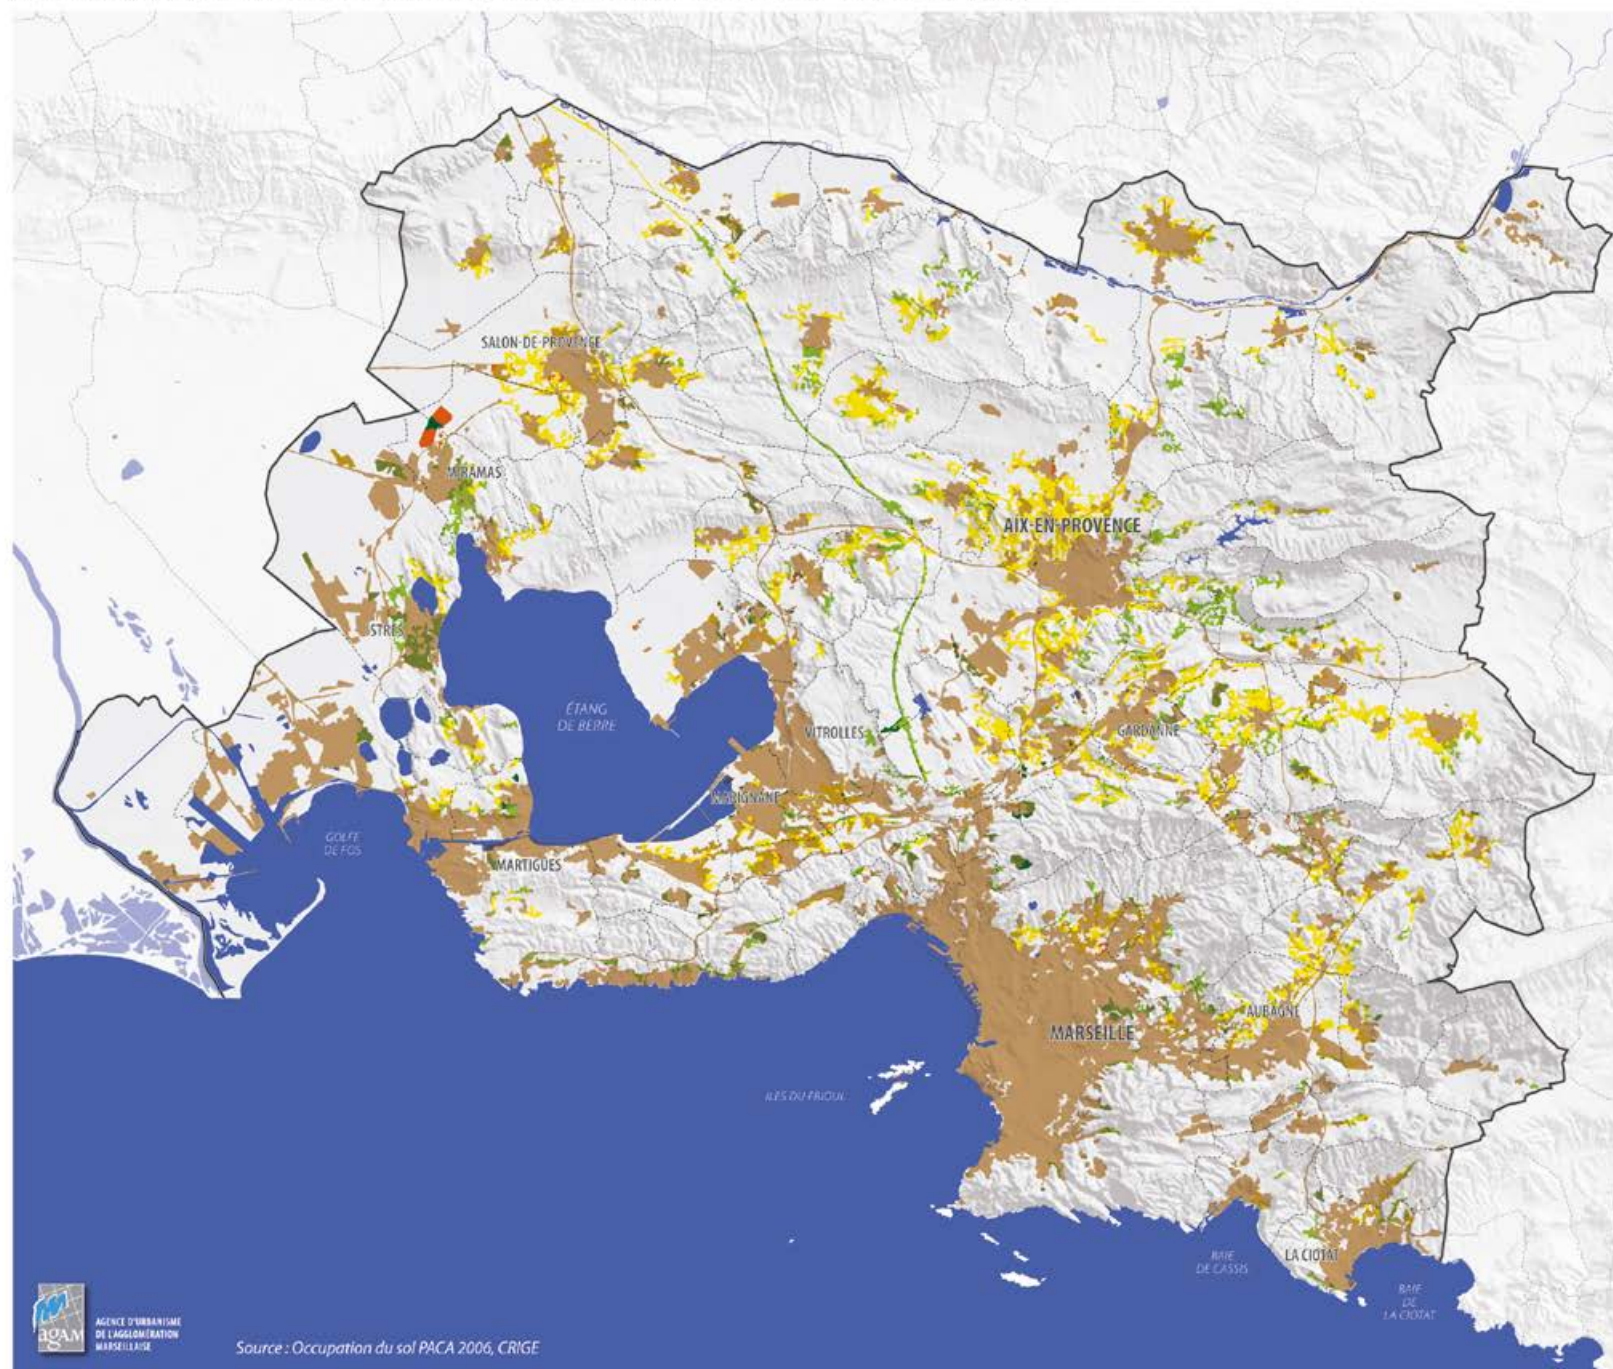 SALON-DE-PROVENCE
MIRAMAS
AIX-EN-PROVENCE
ISTRES
ÉTANG
DE BERRE
VITROLLES
GARDANNE
MARIGNANE
GOLFE
DE FOS
MARTIGUES
AUBAGNE
MARSEILLE
ILES DU FRIOUL
BAIE
DE CASSIS
LA CIOTAT
BAIE
DE
LA CIOTAT
agAM
AGENCE D'URBANISME
DE L'AGGLOMÉRATION
MARSEILLAISE
Source : Occupation du sol PACA 2006, CRIGE